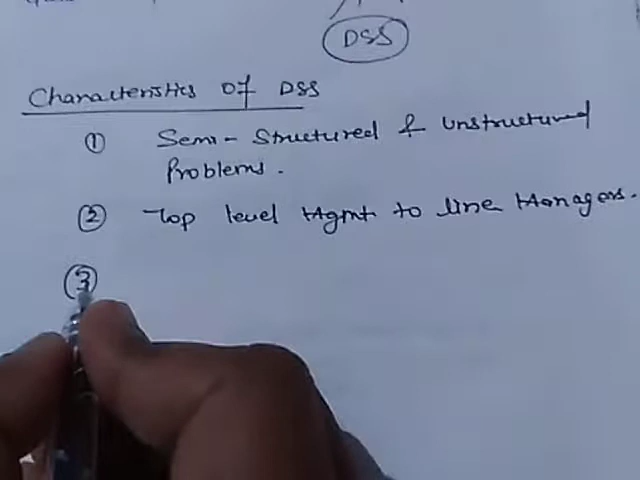 DSS
Characteristics Of DSS
① Semi-Structured & Unstructured
Problems.
② Top level Mgmt to line Managers.
③